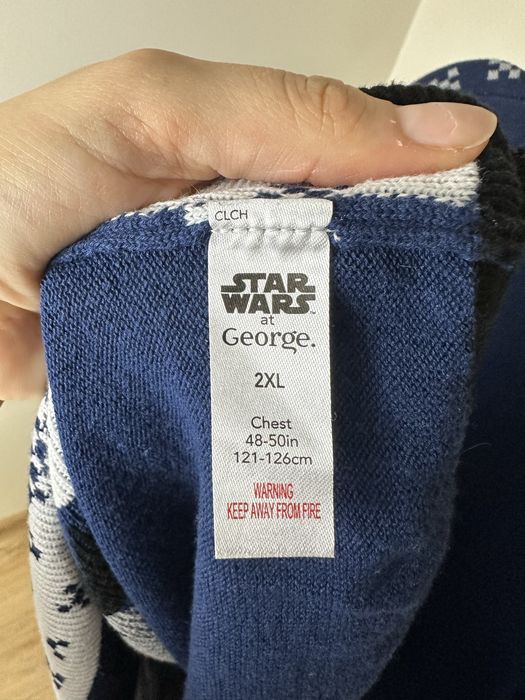 CLCH
STAR
WARS
at
George.
2XL
Chest
48-50in
121-126cm
WARNING
KEEP AWAY FROM FIRE